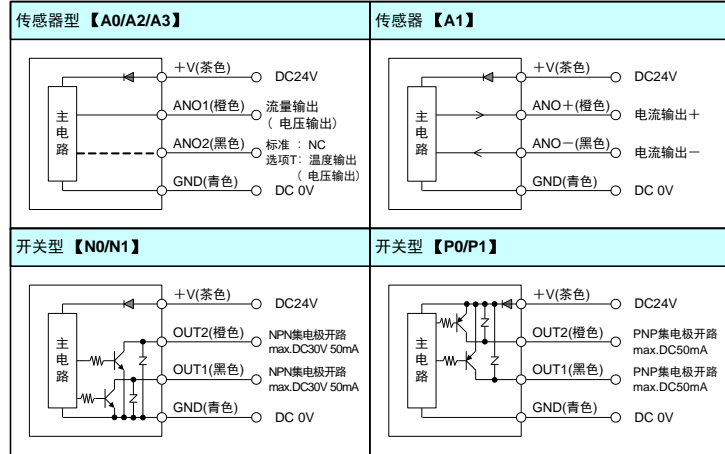 传感器型 【A0/A2/A3】
主电路
+V(茶色)
DC24V
ANO1(橙色)
流量输出
( 电压输出)
ANO2(黑色)
标准 : NC
选项T: 温度输出
( 电压输出)
GND(青色)
DC 0V
传感器 【A1】
主电路
+V(茶色)
DC24V
ANO+(橙色)
电流输出+
ANO-(黑色)
电流输出-
GND(青色)
DC 0V
开关型 【N0/N1】
主电路
+V(茶色)
DC24V
OUT2(橙色)
NPN集电极开路
max.DC30V 50mA
OUT1(黑色)
NPN集电极开路
max.DC30V 50mA
GND(青色)
DC 0V
开关型 【P0/P1】
主电路
+V(茶色)
DC24V
OUT2(橙色)
PNP集电极开路
max.DC50mA
OUT1(黑色)
PNP集电极开路
max.DC50mA
GND(青色)
DC 0V